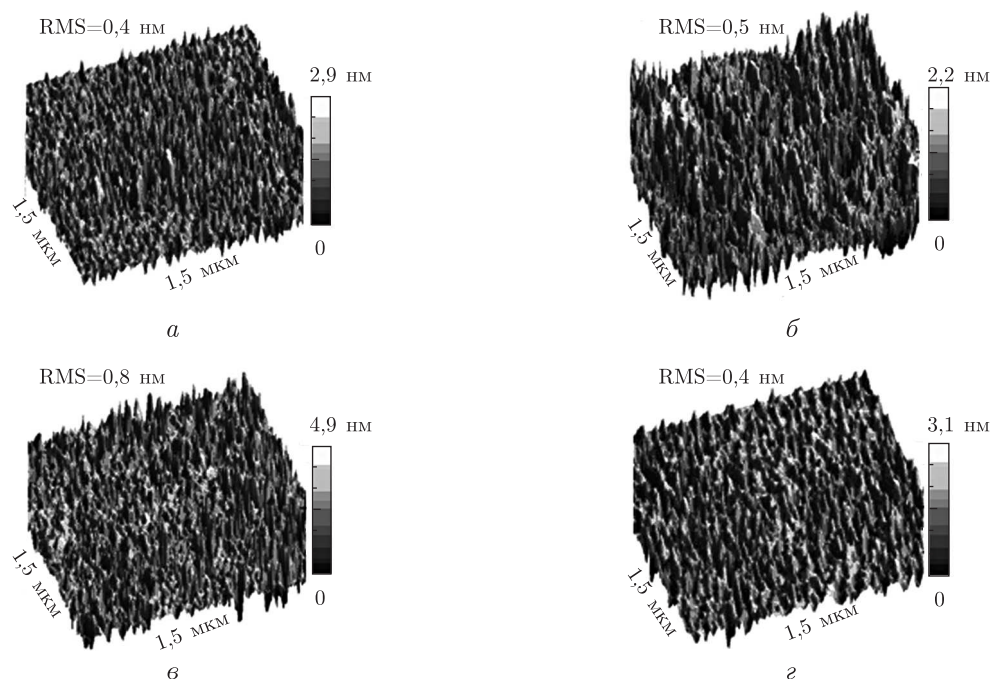 RMS=0,4 нм
2,9 нм
0
1,5 мкм
1,5 мкм
а
RMS=0,5 нм
2,2 нм
0
1,5 мкм
1,5 мкм
б
RMS=0,8 нм
4,9 нм
0
1,5 мкм
1,5 мкм
в
RMS=0,4 нм
3,1 нм
0
1,5 мкм
1,5 мкм
г